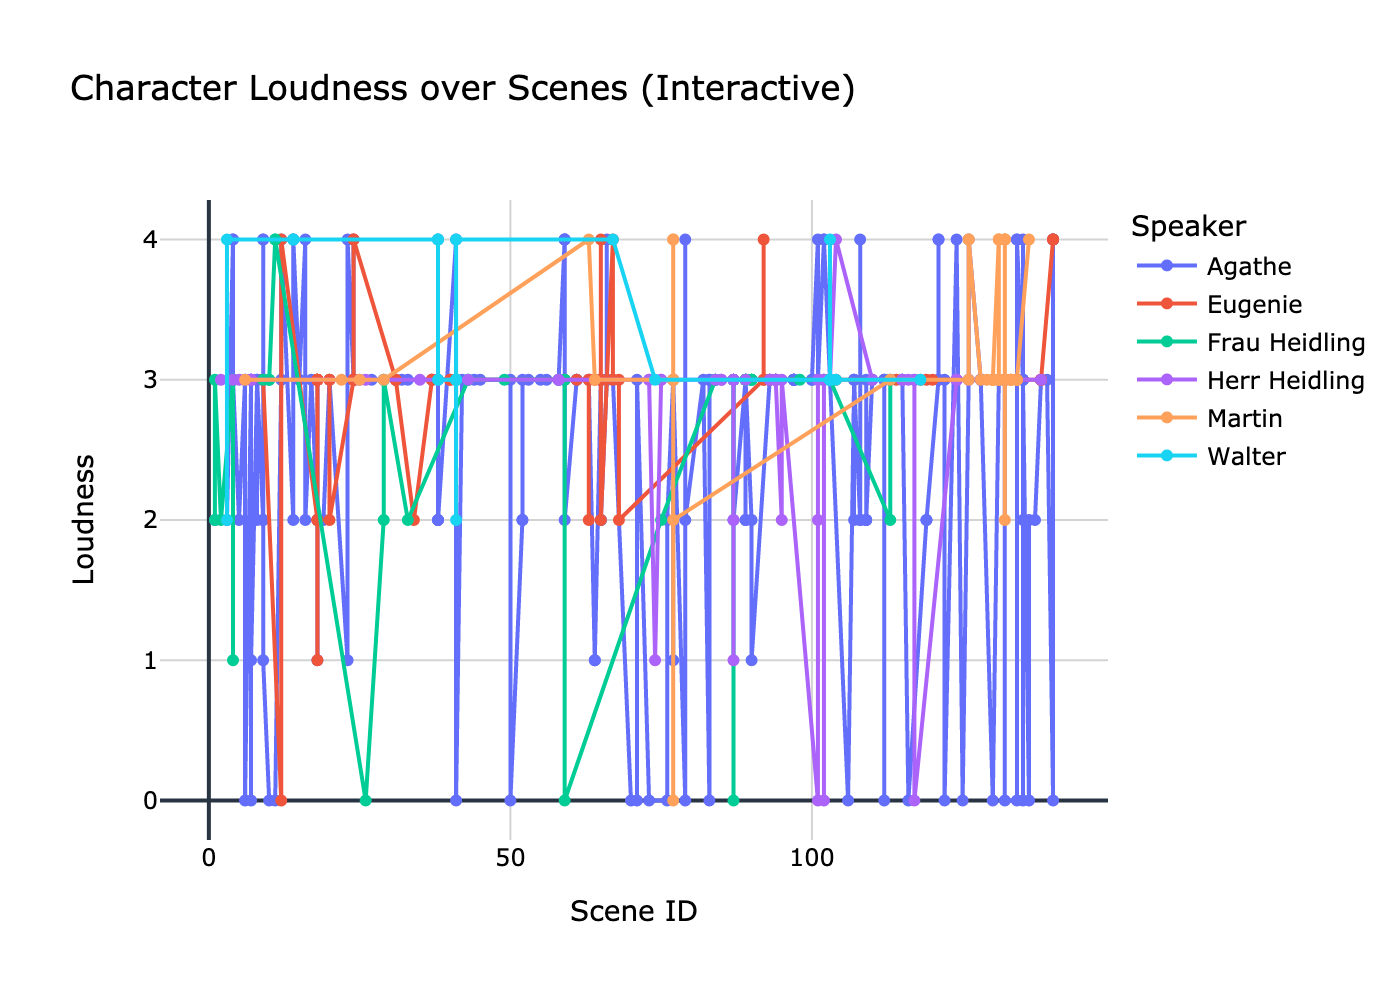 Character Loudness over Scenes (Interactive)
Speaker
Agathe
Eugenie
Frau Heidling
Herr Heidling
Martin
Walter
Loudness
4
3
2
1
0
0
50
100
Scene ID